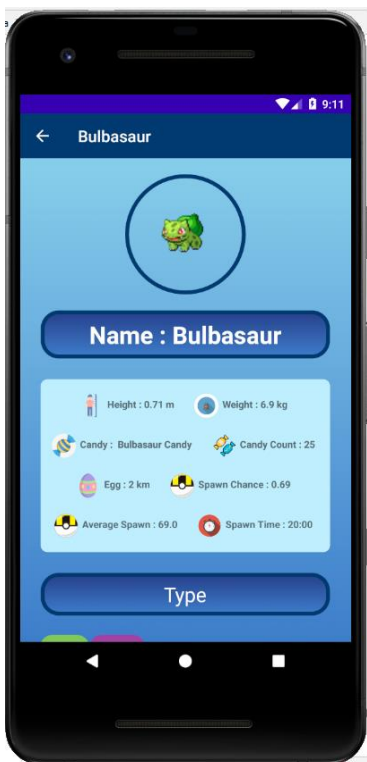 9:11
Bulbasaur
Name : Bulbasaur
Height : 0.71 m Weight : 6.9 kg
Candy : Bulbasaur Candy Candy Count : 25
Egg : 2 km Spawn Chance : 0.69
Average Spawn : 69.0 Spawn Time : 20:00
Type